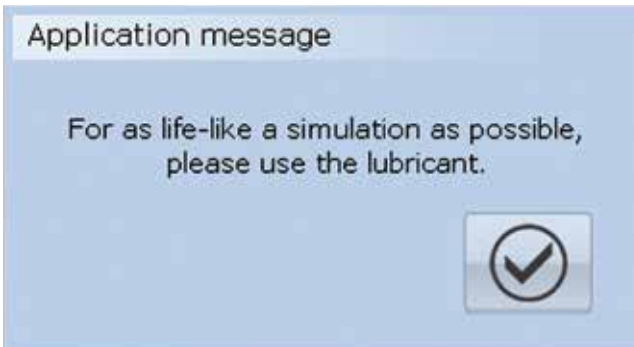 Application message
For as life-like a simulation as possible,
please use the lubricant.